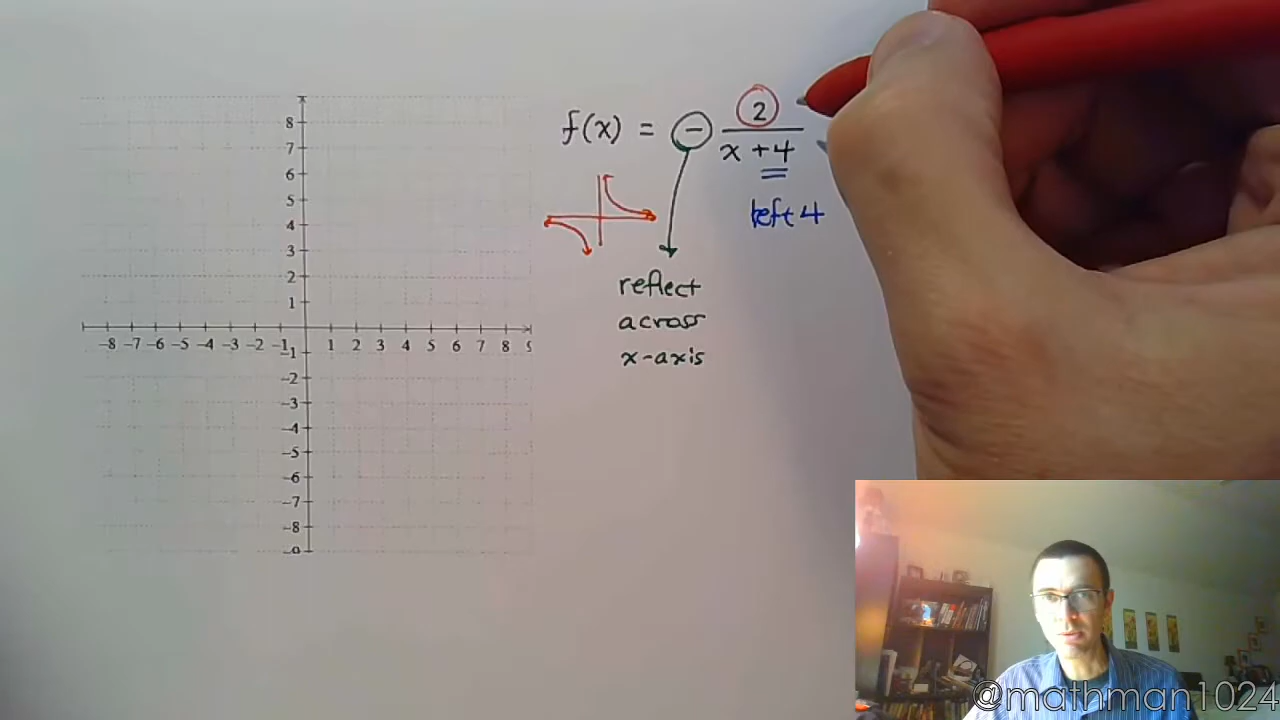 f(x) = - 2
x + 4
left 4
reflect
across
x-axis
8
7
6
5
4
3
2
1
-8 -7 -6 -5 -4 -3 -2 -1 1 2 3 4 5 6 7 8
-1
-2
-3
-4
-5
-6
-7
-8
@mathman1024